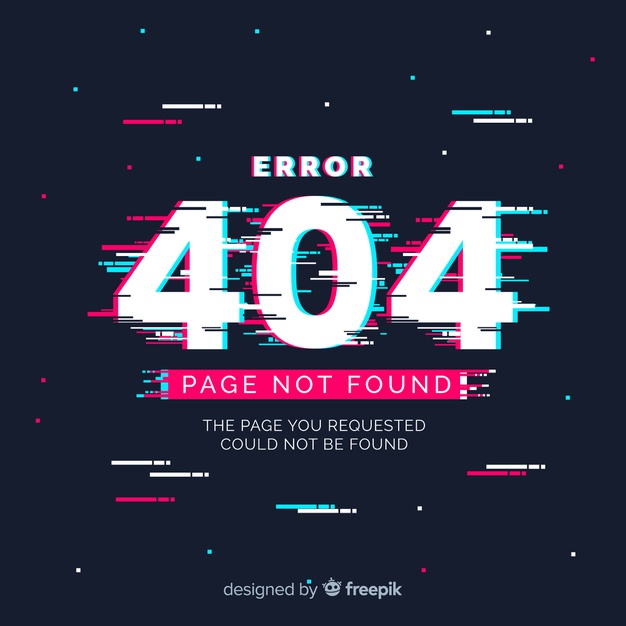 ERROR
404
PAGE NOT FOUND
THE PAGE YOU REQUESTED
COULD NOT BE FOUND
designed by freepik